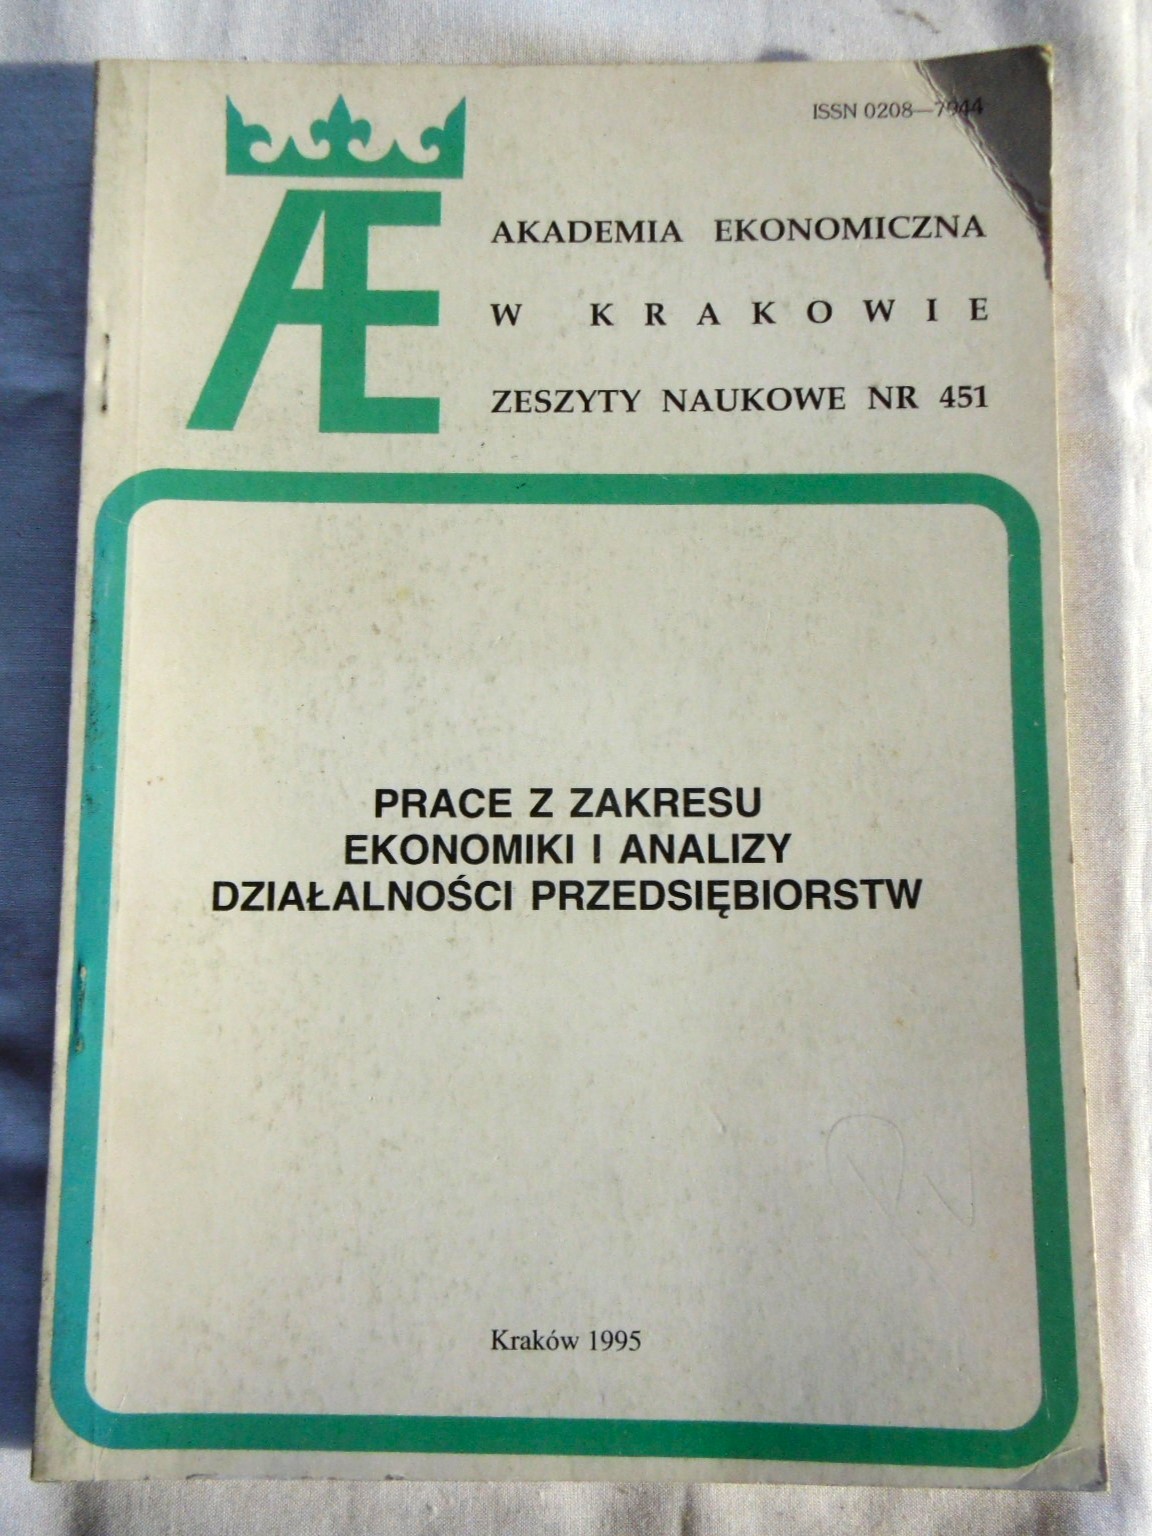 ISSN 0208—7944
Æ
AKADEMIA EKONOMICZNA
W KRAKOWIE
ZESZYTY NAUKOWE NR 451
PRACE Z ZAKRESU
EKONOMIKI I ANALIZY
DZIAŁALNOŚCI PRZEDSIĘBIORSTW
Kraków 1995